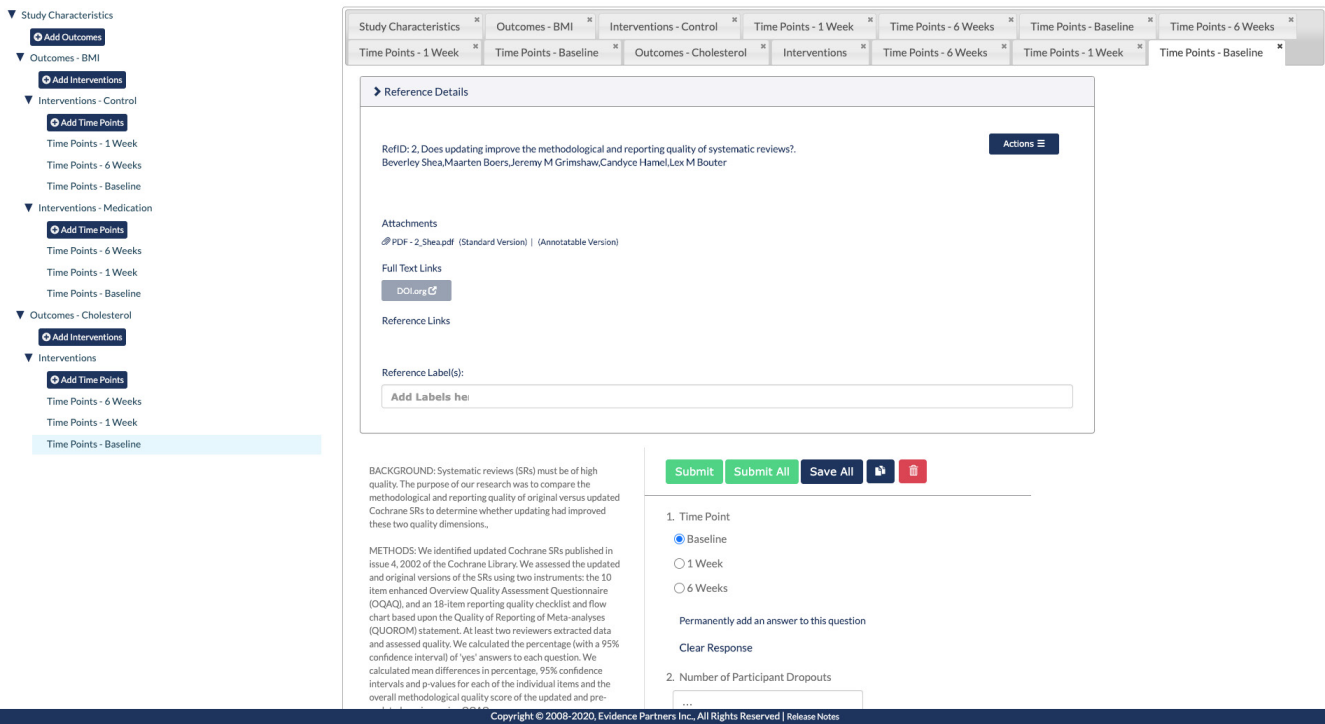 Study Characteristics
Add Outcomes
Outcomes - BMI
Add Interventions
Interventions - Control
Add Time Points
Time Points - 1 Week
Time Points - 6 Weeks
Time Points - Baseline
Interventions - Medication
Add Time Points
Time Points - 6 Weeks
Time Points - 1 Week
Time Points - Baseline
Outcomes - Cholesterol
Add Interventions
Interventions
Add Time Points
Time Points - 6 Weeks
Time Points - 1 Week
Time Points - Baseline
Study Characteristics Outcomes - BMI Interventions - Control Time Points - 1 Week Time Points - 6 Weeks Time Points - Baseline Time Points - 6 Weeks
Time Points - 1 Week Time Points - Baseline Outcomes - Cholesterol Interventions Time Points - 6 Weeks Time Points - 1 Week Time Points - Baseline
Reference Details
RefID: 2, Does updating improve the methodological and reporting quality of systematic reviews?.
Beverley Shea,Maarten Boers,Jeremy M Grimshaw,Candyce Hamel,Lex M Bouter
Actions
Attachments
PDF - 2_Shea.pdf (Standard Version) | (Annotatable Version)
Full Text Links
DOI.org
Reference Links
Reference Label(s):
Add Labels he
BACKGROUND: Systematic reviews (SRs) must be of high
quality. The purpose of our research was to compare the
methodological and reporting quality of original versus updated
Cochrane SRs to determine whether updating had improved
these two quality dimensions.,
METHODS: We identified updated Cochrane SRs published in
issue 4, 2002 of the Cochrane Library. We assessed the updated
and original versions of the SRs using two instruments: the 10
item enhanced Overview Quality Assessment Questionnaire
(OQAQ), and an 18-item reporting quality checklist and flow
chart based upon the Quality of Reporting of Meta-analyses
(QUOROM) statement. At least two reviewers extracted data
and assessed quality. We calculated the percentage (with a 95%
confidence interval) of 'yes' answers to each question. We
calculated mean differences in percentage, 95% confidence
intervals and p-values for each of the individual items and the
overall methodological quality score of the updated and pre-
Submit Submit All Save All
1. Time Point
Baseline
1 Week
6 Weeks
Permanently add an answer to this question
Clear Response
2. Number of Participant Dropouts
...
Copyright © 2008-2020, Evidence Partners Inc., All Rights Reserved | Release Notes